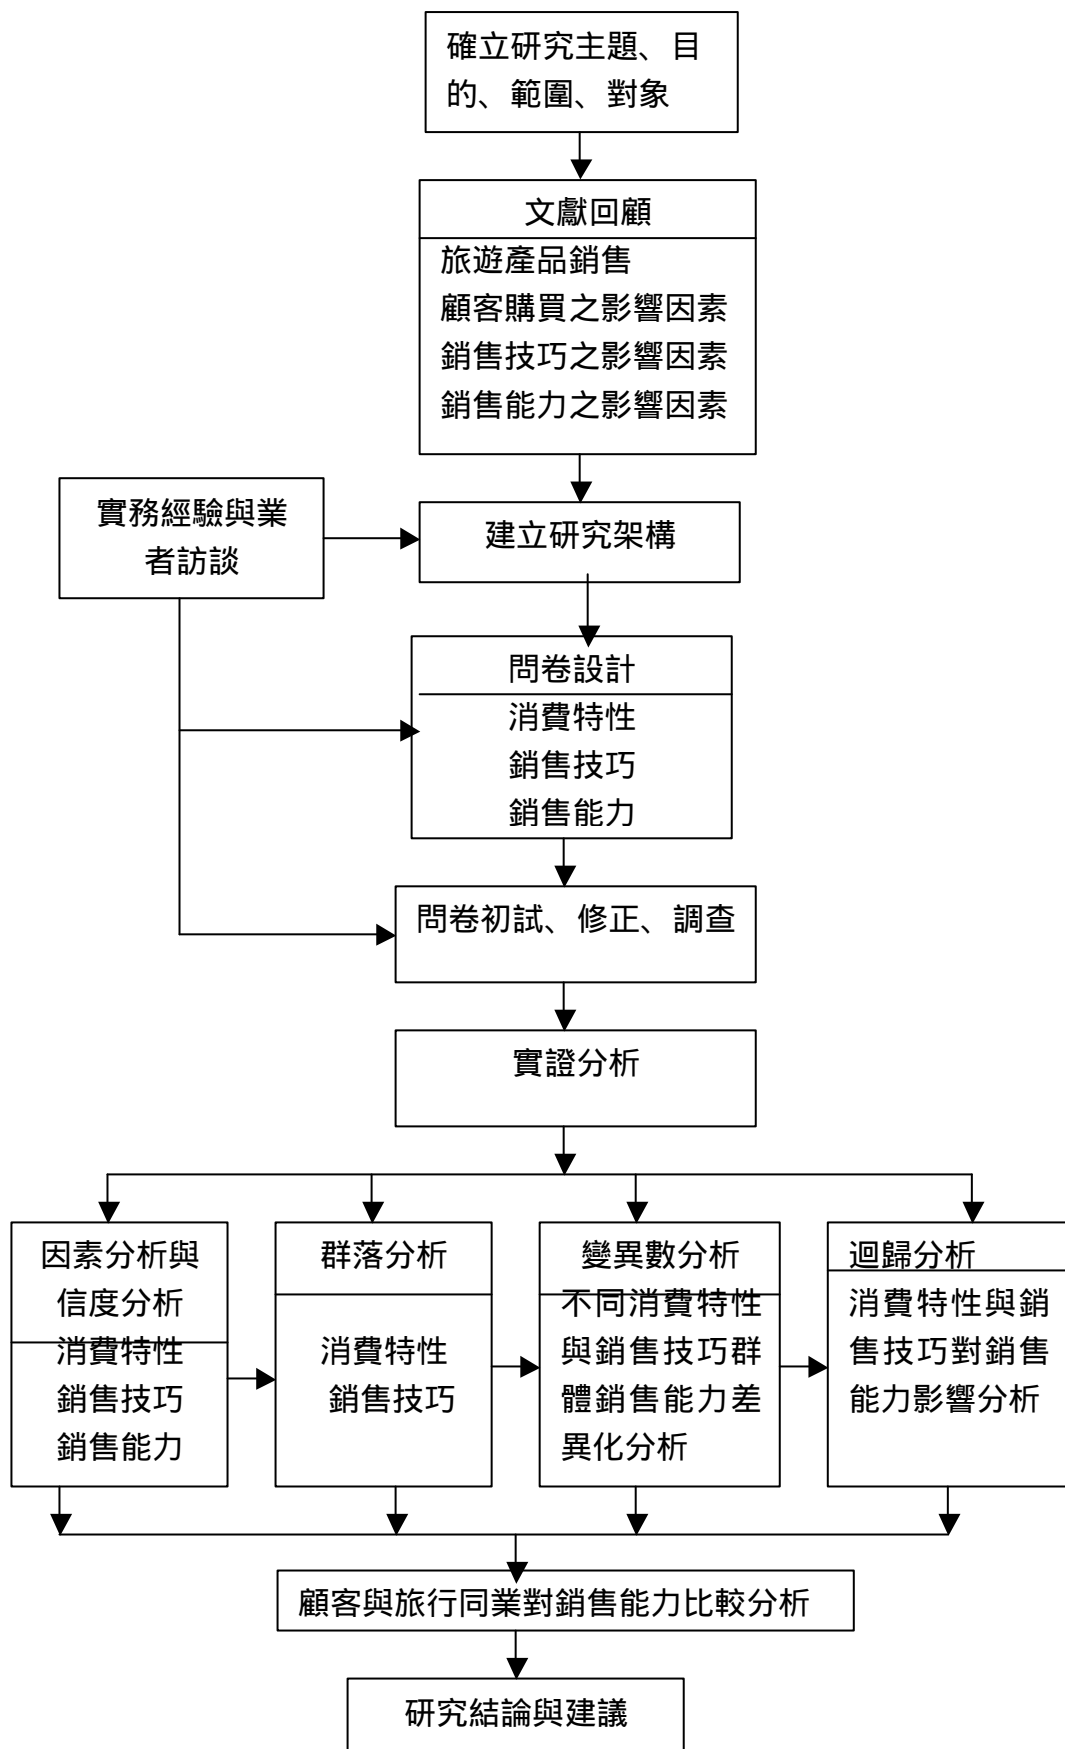 確立研究主題、目
的、範圍、對象
文獻回顧
旅遊產品銷售
顧客購買之影響因素
銷售技巧之影響因素
銷售能力之影響因素
實務經驗與業
者訪談
建立研究架構
問卷設計
消費特性
銷售技巧
銷售能力
問卷初試、修正、調查
實證分析
因素分析與
信度分析
消費特性
銷售技巧
銷售能力
群落分析
消費特性
銷售技巧
變異數分析
不同消費特性
與銷售技巧群
體銷售能力差
異化分析
迴歸分析
消費特性與銷
售技巧對銷售
能力影響分析
顧客與旅行同業對銷售能力比較分析
研究結論與建議